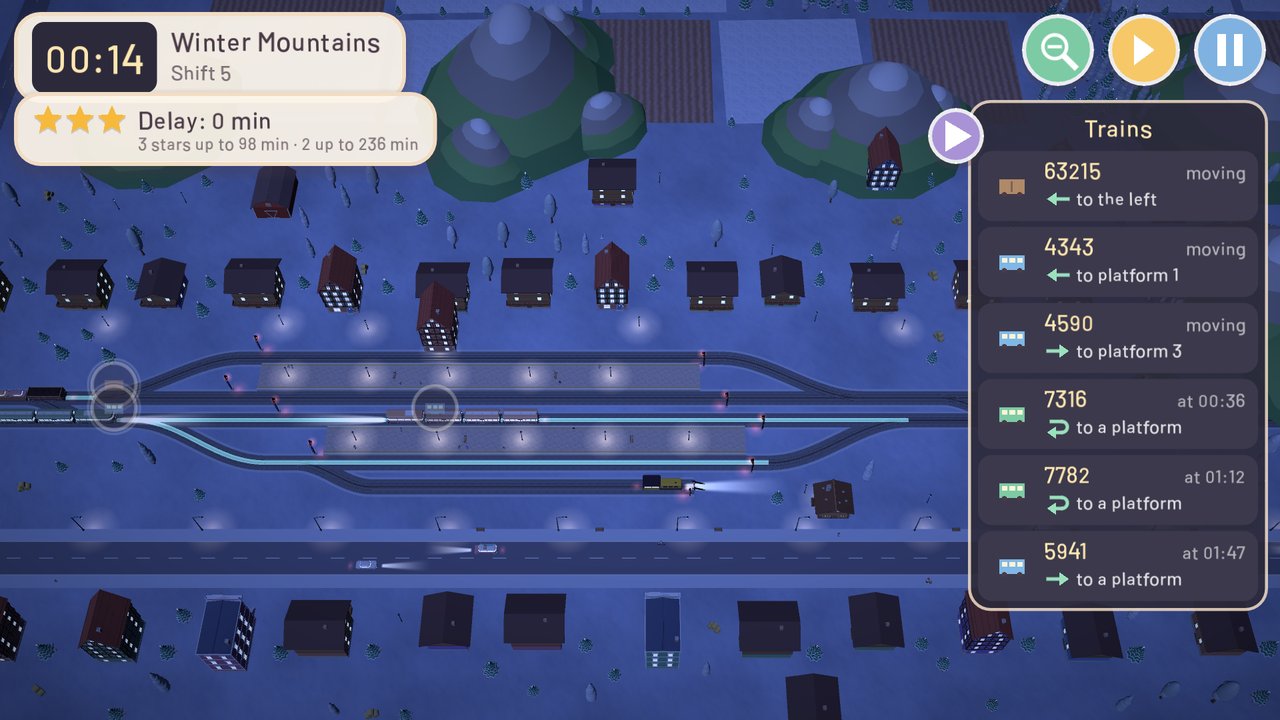 00:14
Winter Mountains
Shift 5
Delay: 0 min
3 stars up to 98 min · 2 up to 236 min
Trains
63215
moving
to the left
4343
moving
to platform 1
4590
moving
to platform 3
7316
at 00:36
to a platform
7782
at 01:12
to a platform
5941
at 01:47
to a platform